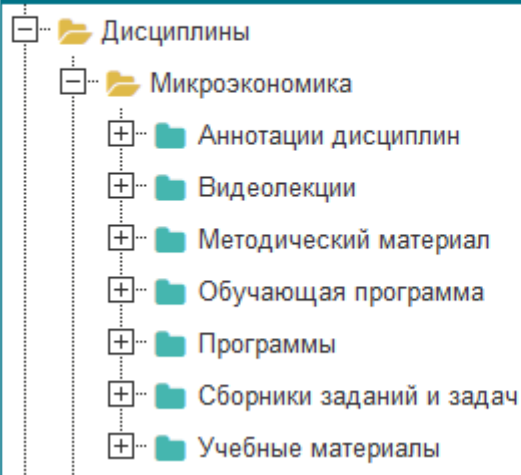 Дисциплины
Микроэкономика
Аннотации дисциплин
Видеолекции
Методический материал
Обучающая программа
Программы
Сборники заданий и задач
Учебные материалы